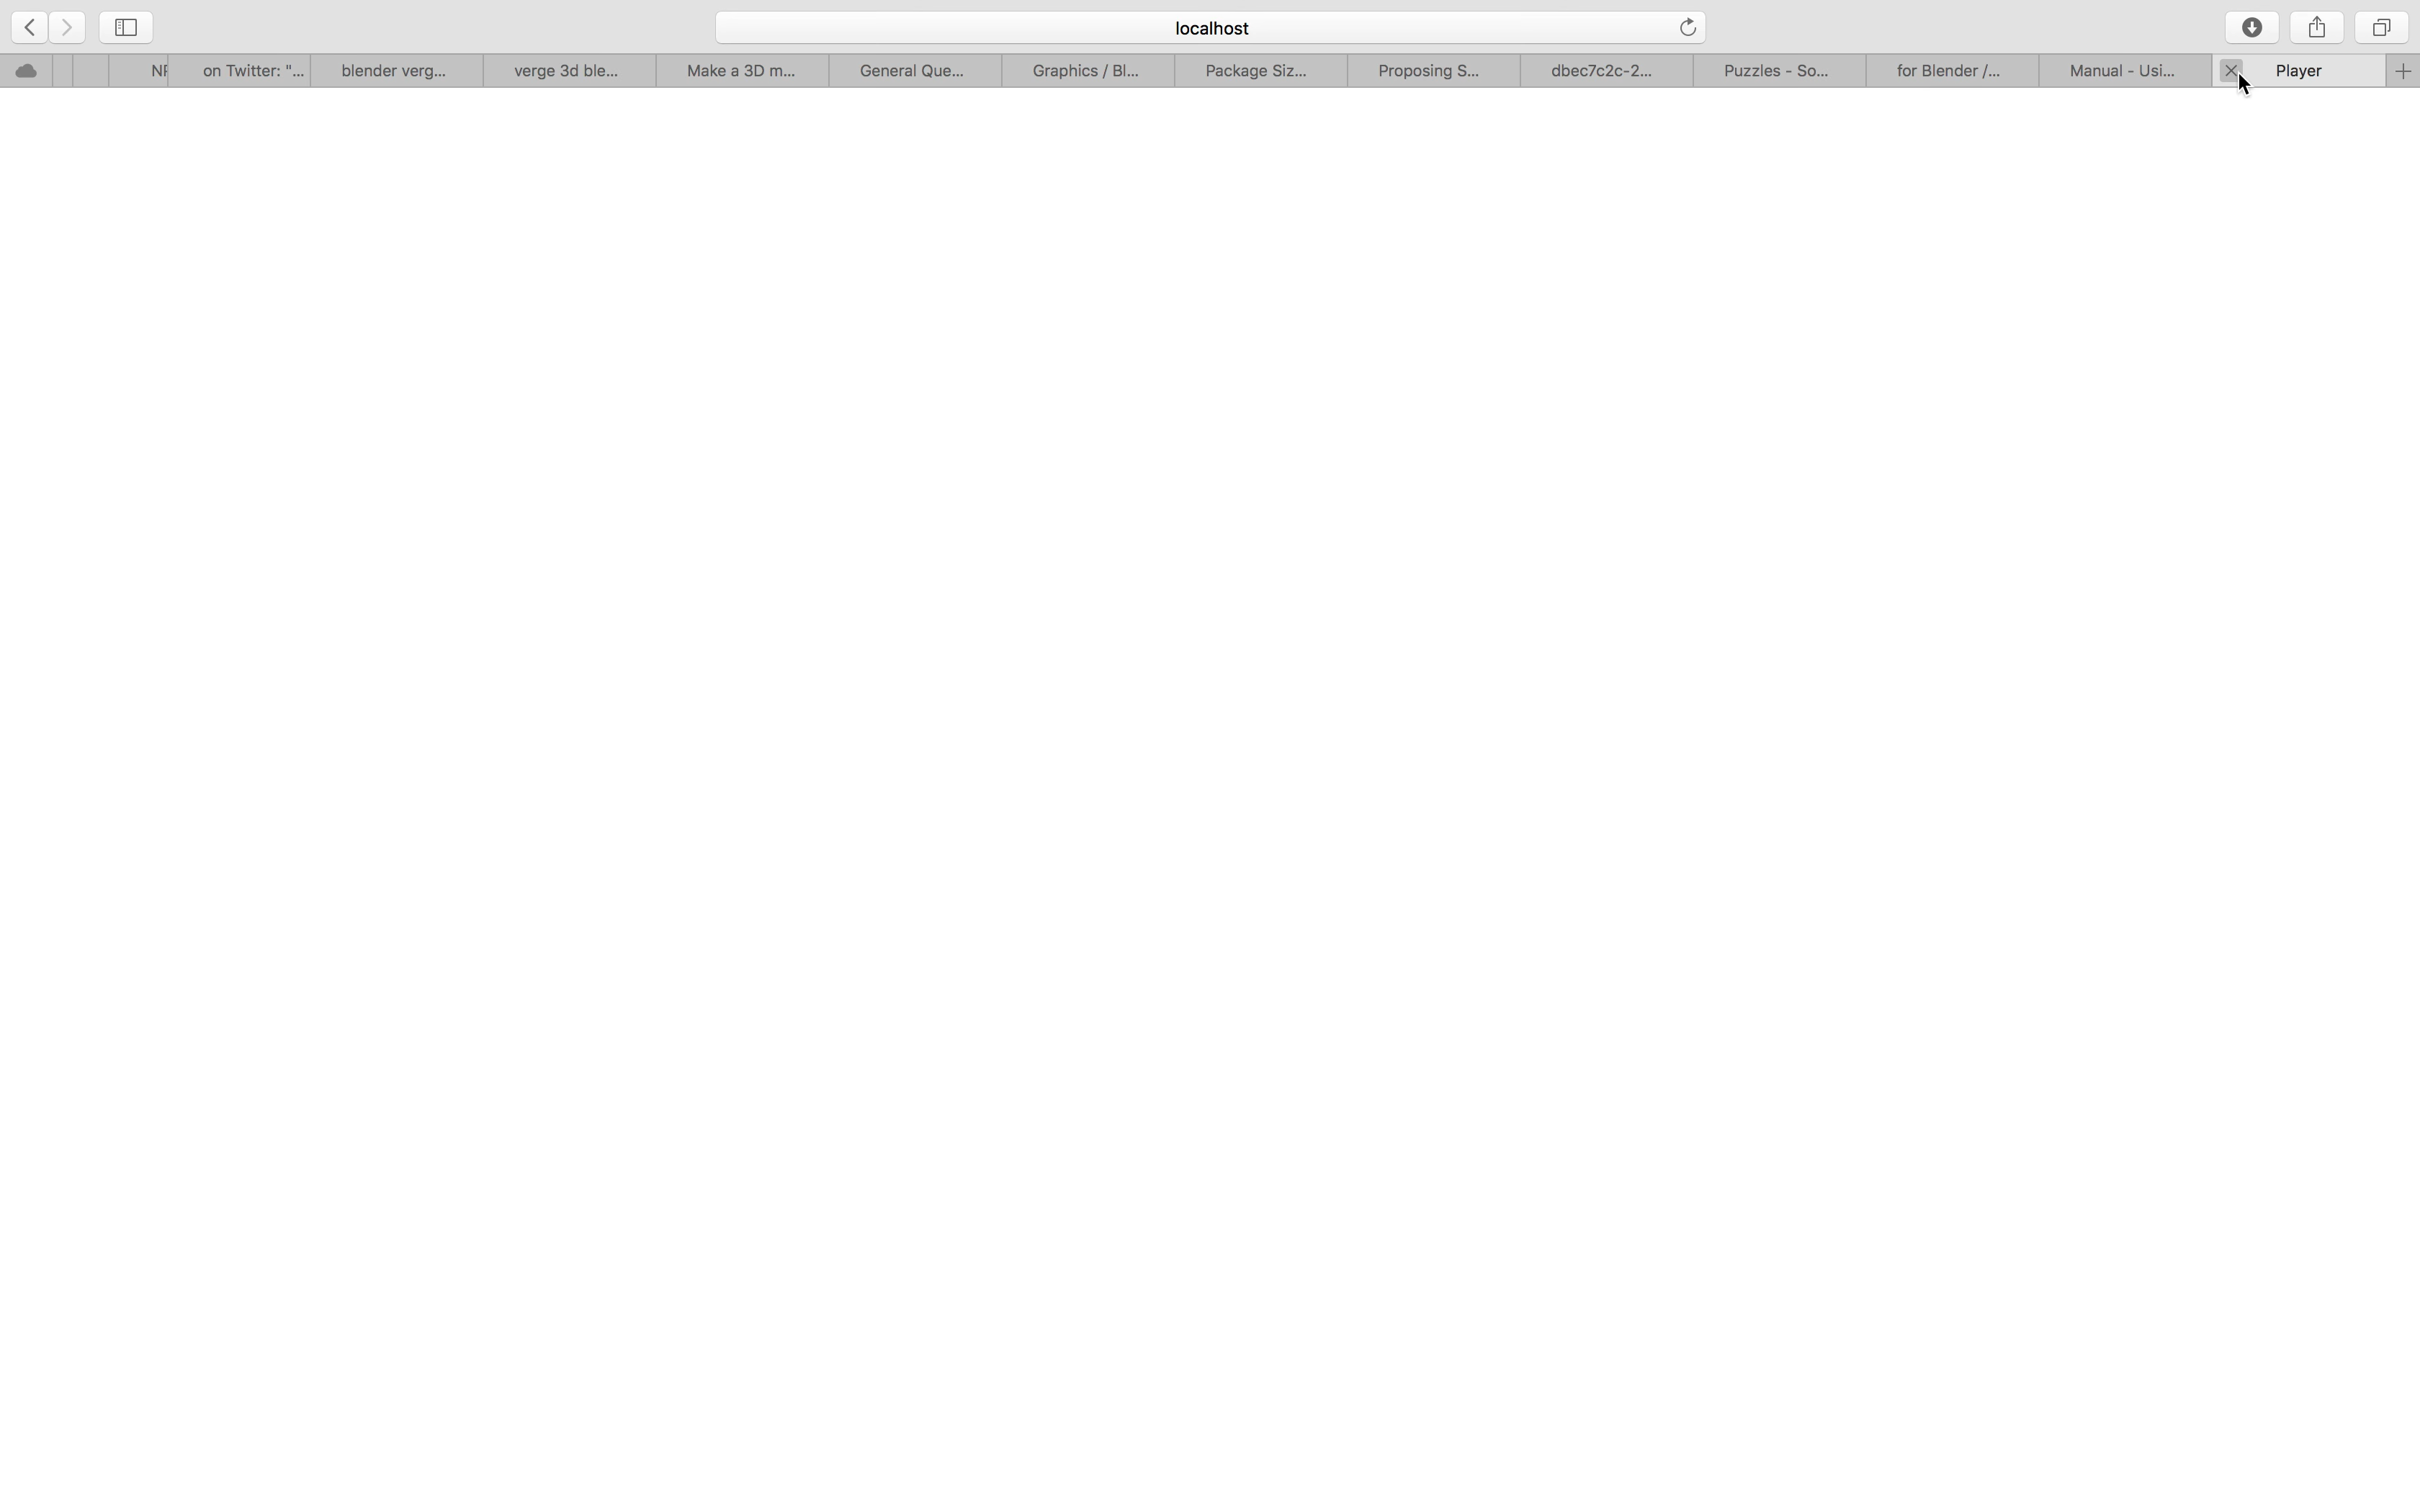 localhost
on Twitter: "...
blender verg...
verge 3d ble...
Make a 3D m...
General Que...
Graphics / Bl...
Package Siz...
Proposing S...
dbec7c2c-2...
Puzzles - So...
for Blender /...
Manual - Usi...
Player